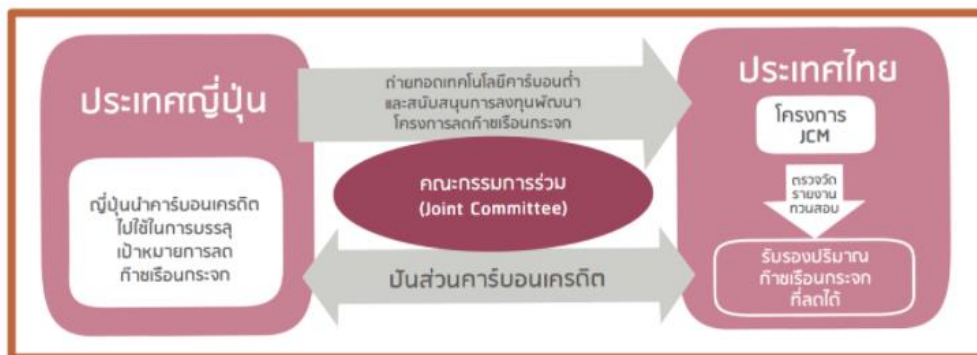 ประเทศญี่ปุ่น
ญี่ปุ่นนำคาร์บอนเครดิต
ไปใช้ในการบรรลุ
เป้าหมายการลด
ก๊าซเรือนกระจก
ถ่ายทอดเทคโนโลยีคาร์บอนต่ำ
และสนับสนุนการลงทุนพัฒนา
โครงการลดก๊าซเรือนกระจก
คณะกรรมการร่วม
(Joint Committee)
ปันส่วนคาร์บอนเครดิต
ประเทศไทย
โครงการ
JCM
ตรวจวัด
รายงาน
ทวนสอบ
รับรองปริมาณ
ก๊าซเรือนกระจก
ที่ลดได้